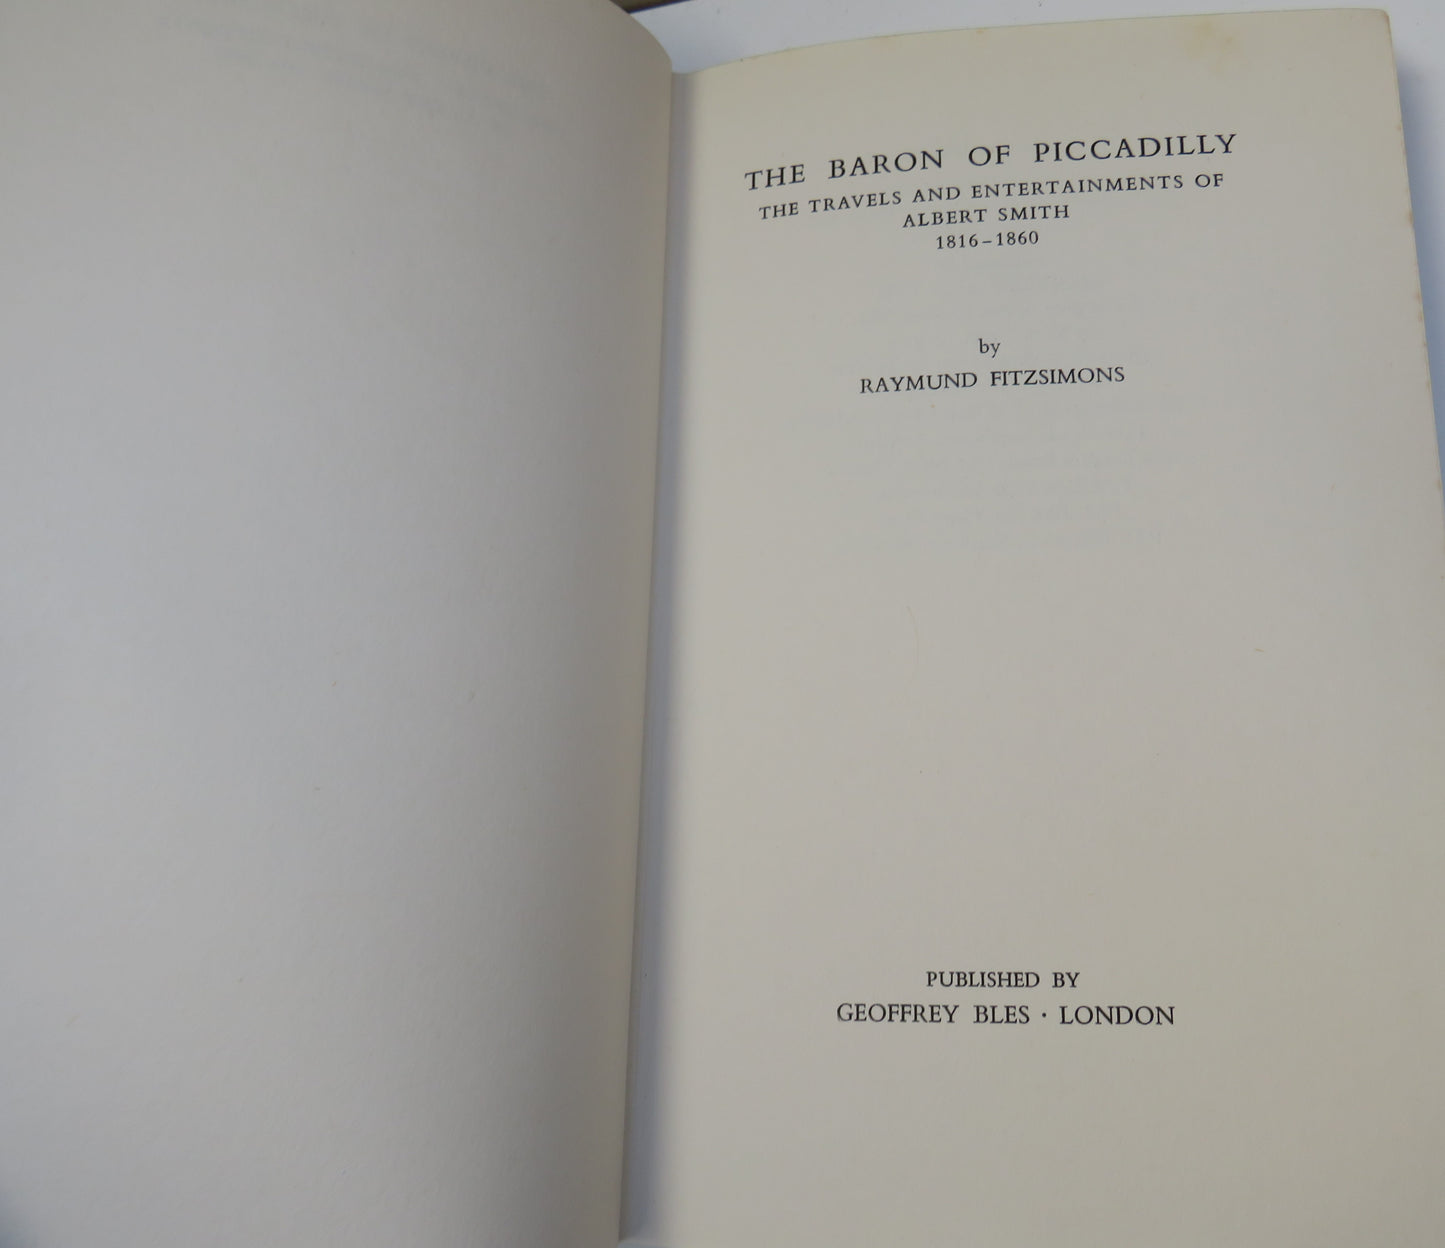 THE BARON OF PICCADILLY
THE TRAVELS AND ENTERTAINMENTS OF
ALBERT SMITH
1816–1860
by
RAYMUND FITZSIMONS
PUBLISHED BY
GEOFFREY BLES · LONDON